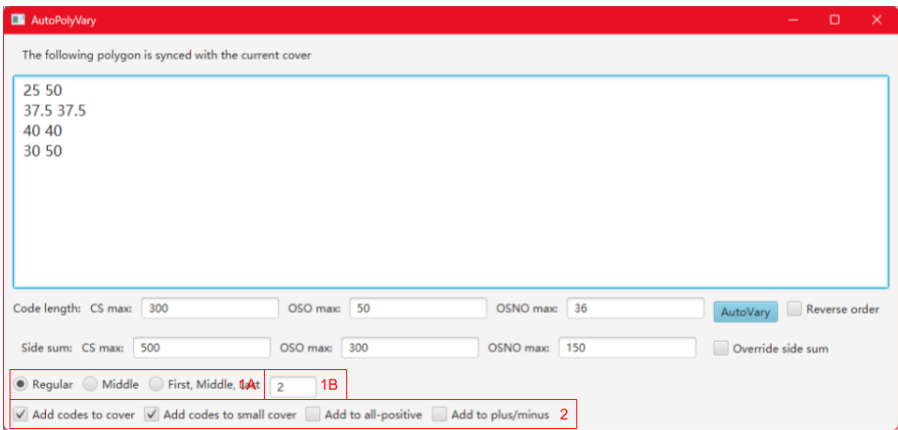 AutoPolyVary
The following polygon is synced with the current cover
25 50
37.5 37.5
40 40
30 50
Code length: CS max: 300 OSO max: 50 OSNO max: 36 AutoVary Reverse order
Side sum: CS max: 500 OSO max: 300 OSNO max: 150 Override side sum
Regular Middle First, Middle, Last 1A 2 1B
Add codes to cover Add codes to small cover Add to all-positive Add to plus/minus 2